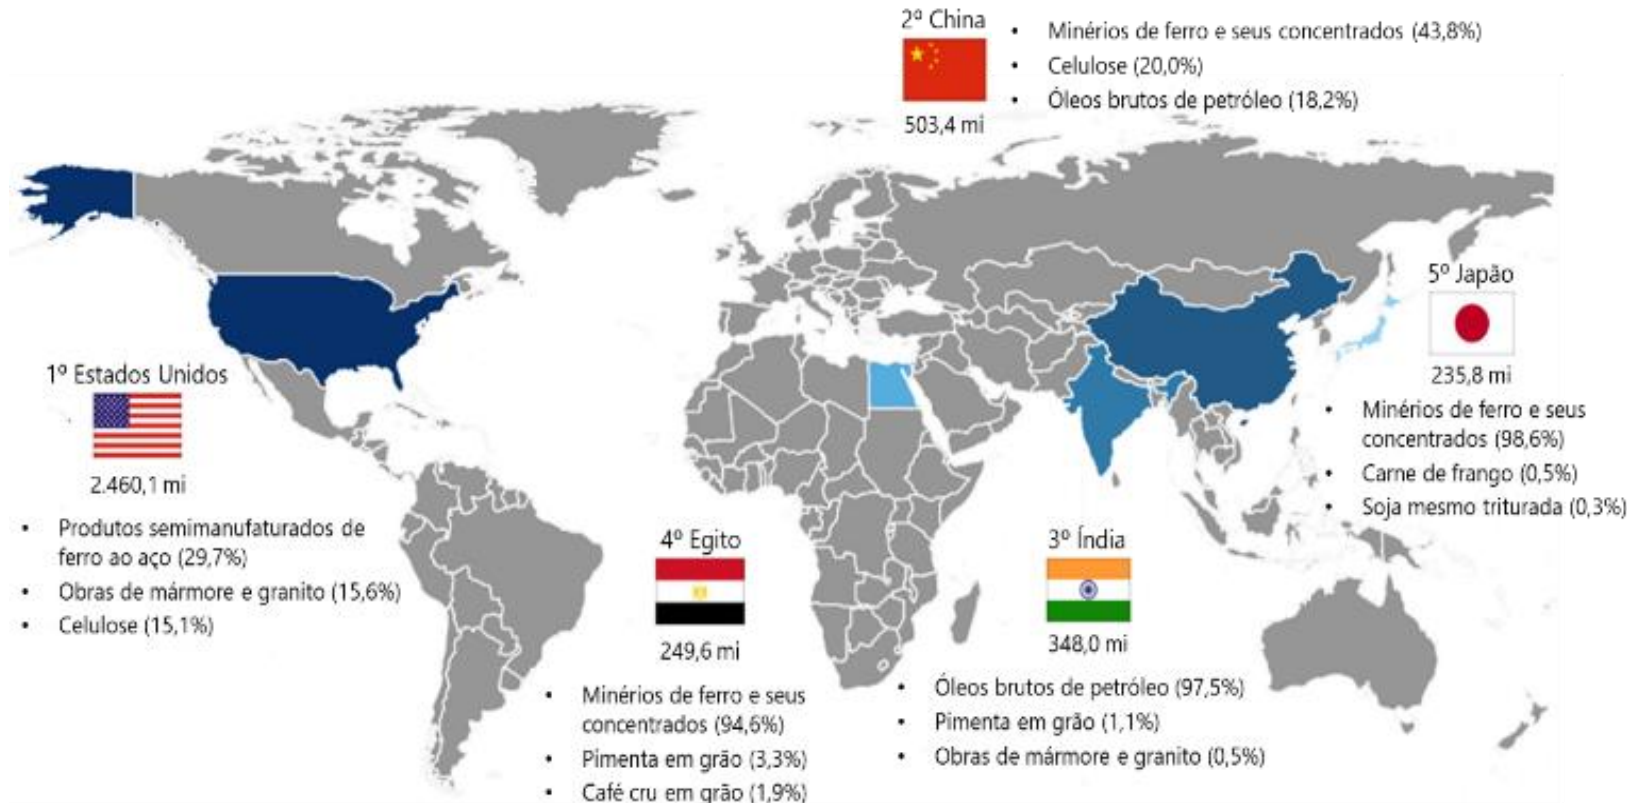 2º China
503,4 mi
• Minérios de ferro e seus concentrados (43,8%)
• Celulose (20,0%)
• Óleos brutos de petróleo (18,2%)
1º Estados Unidos
2.460,1 mi
• Produtos semimanufaturados de
ferro ao aço (29,7%)
• Obras de mármore e granito (15,6%)
• Celulose (15,1%)
5º Japão
235,8 mi
• Minérios de ferro e seus
concentrados (98,6%)
• Carne de frango (0,5%)
• Soja mesmo triturada (0,3%)
4º Egito
249,6 mi
• Minérios de ferro e seus
concentrados (94,6%)
• Pimenta em grão (3,3%)
• Café cru em grão (1,9%)
3º Índia
348,0 mi
• Óleos brutos de petróleo (97,5%)
• Pimenta em grão (1,1%)
• Obras de mármore e granito (0,5%)